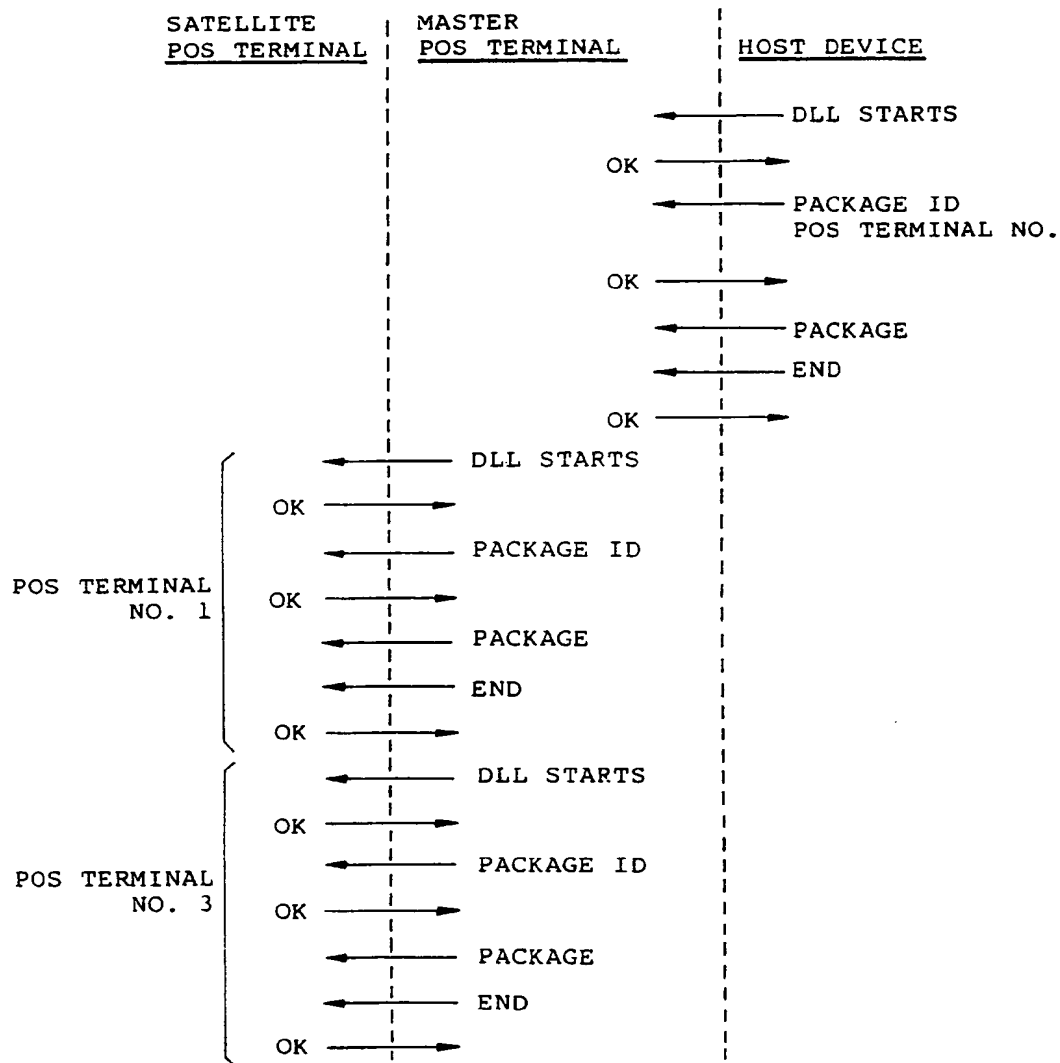 SATELLITE
POS TERMINAL
MASTER
POS TERMINAL
HOST DEVICE
DLL STARTS
OK
PACKAGE ID
POS TERMINAL NO.
OK
PACKAGE
END
OK
DLL STARTS
OK
PACKAGE ID
POS TERMINAL
NO. 1
OK
PACKAGE
END
OK
DLL STARTS
OK
PACKAGE ID
POS TERMINAL
NO. 3
OK
PACKAGE
END
OK